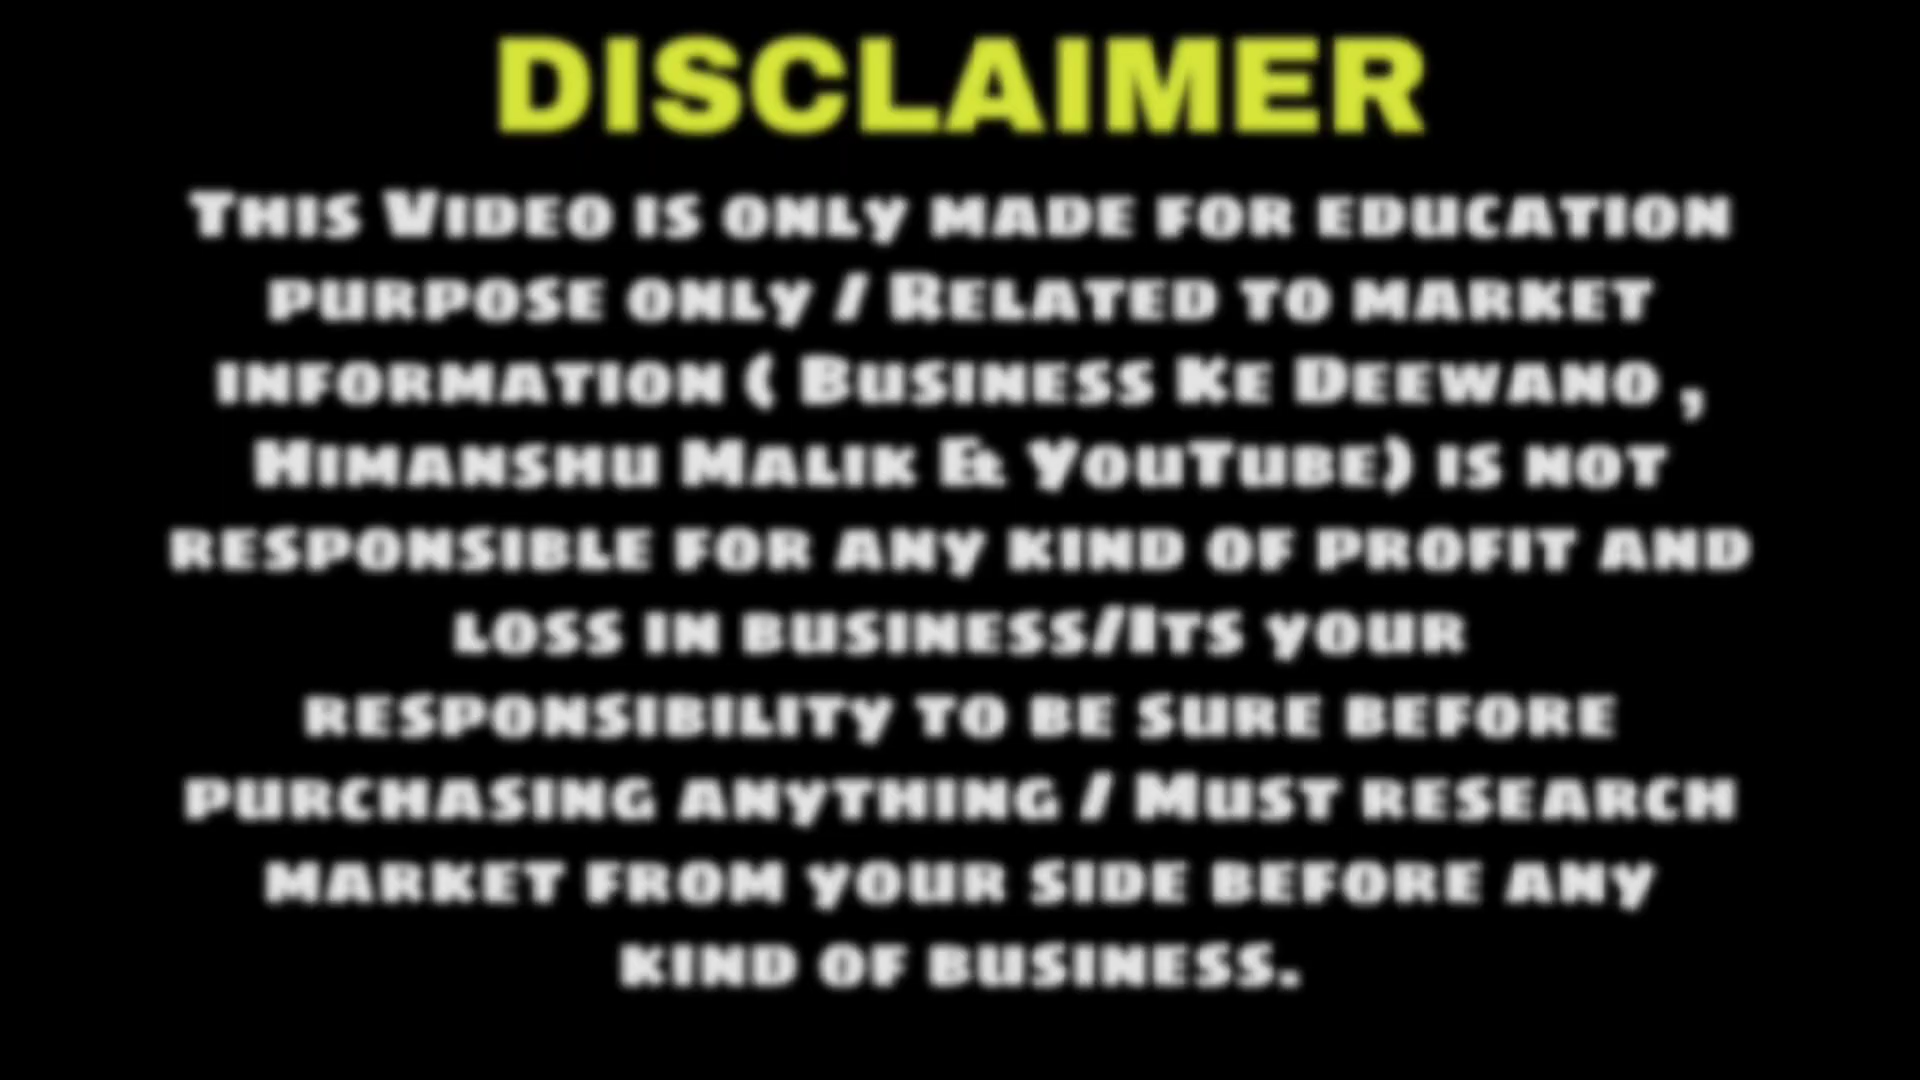 DISCLAIMER
This Video is only made for education
purpose only / Related to market
information ( Business Ke Deewano ,
Himanshu Malik & YouTube) is not
responsible for any kind of profit and
loss in business/Its your
responsibility to be sure before
purchasing anything / Must research
market from your side before any
kind of business.